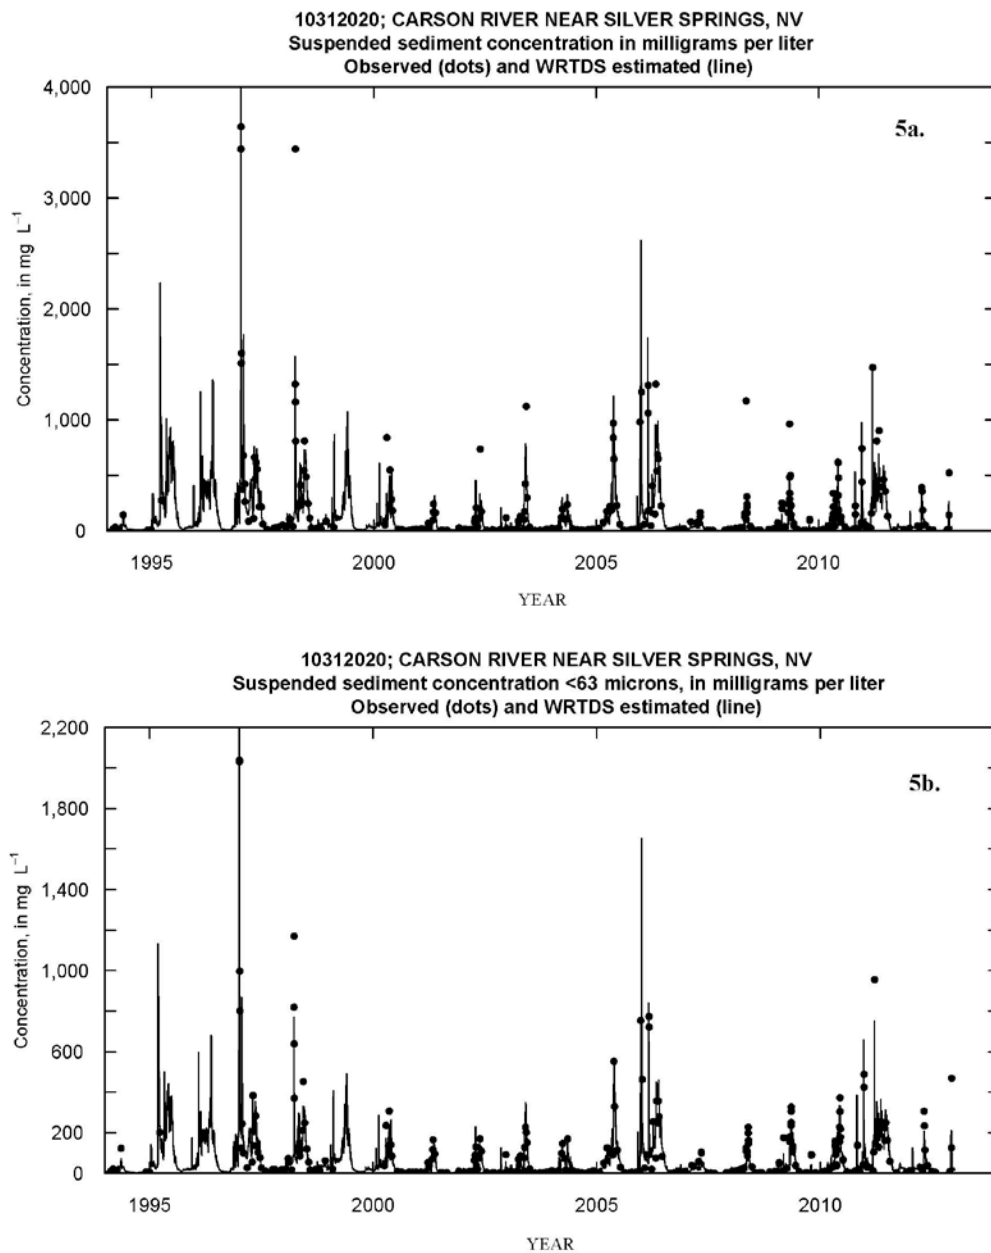 10312020; CARSON RIVER NEAR SILVER SPRINGS, NV
Suspended sediment concentration in milligrams per liter
Observed (dots) and WRTDS estimated (line)
5a.
4,000
3,000
2,000
1,000
0
Concentration, in mg L⁻¹
1995 2000 2005 2010
YEAR
10312020; CARSON RIVER NEAR SILVER SPRINGS, NV
Suspended sediment concentration <63 microns, in milligrams per liter
Observed (dots) and WRTDS estimated (line)
5b.
2,200
1,800
1,400
1,000
600
200
0
Concentration, in mg L⁻¹
1995 2000 2005 2010
YEAR